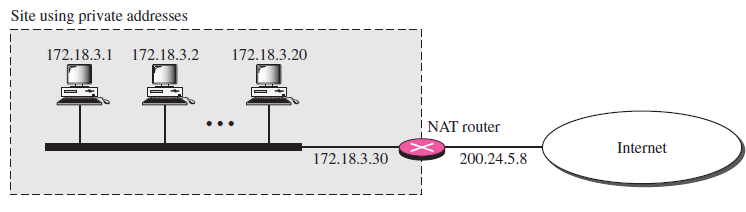 Site using private addresses
172.18.3.1 172.18.3.2 172.18.3.20
NAT router
Internet
172.18.3.30 200.24.5.8